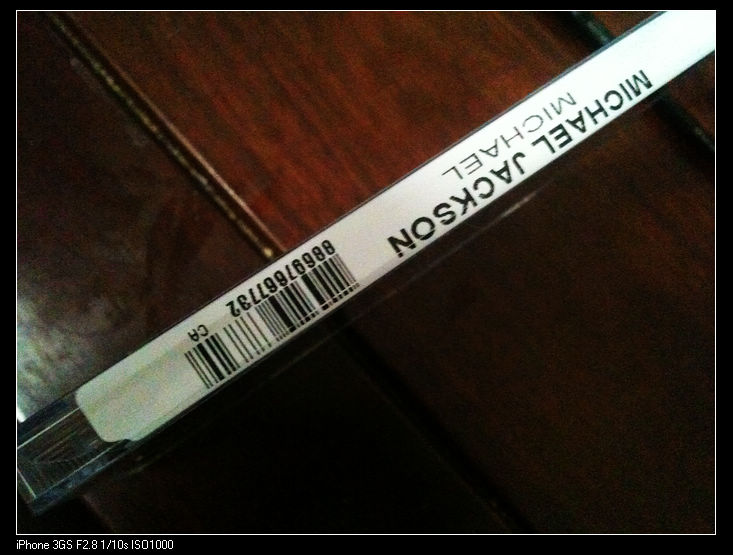 MICHAEL JACKSON
MICHAEL
88697867732
CA
iPhone 3GS F2.8 1/10s ISO1000